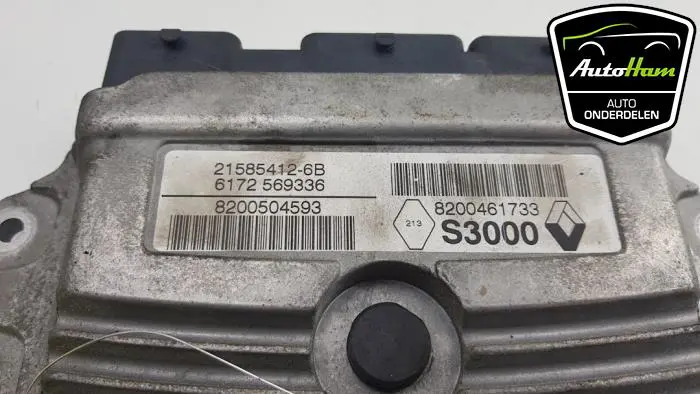 AutoHam
AUTO
ONDERDELEN
21585412-6B
6172 569336
8200504593
8200461733
213
S3000